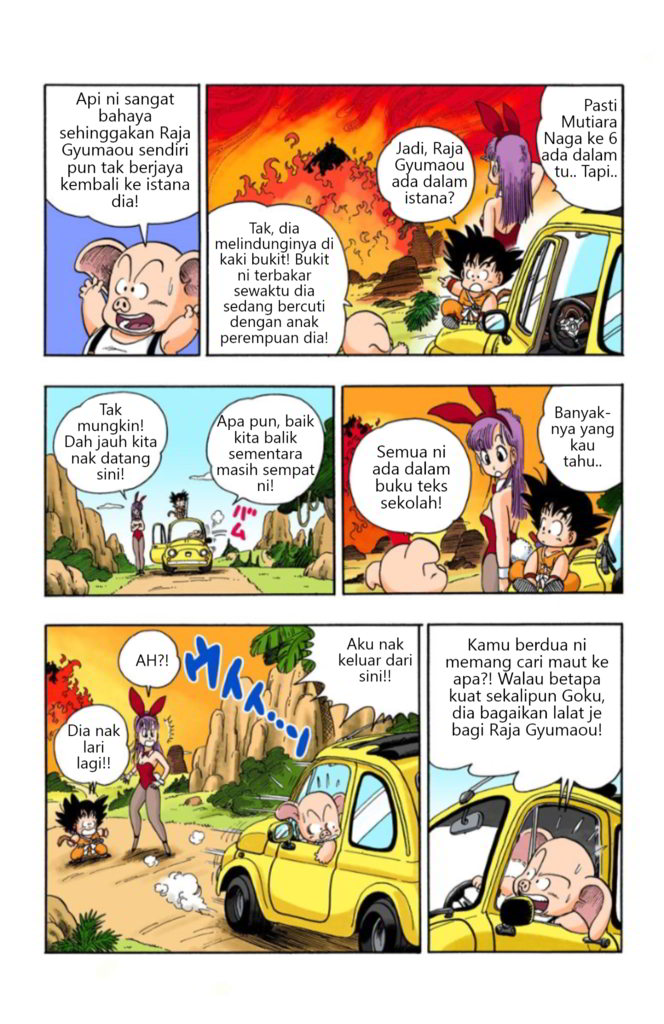 Pasti
Mutiara
Naga ke 6
ada dalam
tu.. Tapi..
Jadi, Raja
Gyumaou
ada dalam
istana?
Tak, dia
melindunginya di
kaki bukit! Bukit
ni terbakar
sewaktu dia
sedang bercuti
dengan anak
perempuan dia!
Api ni sangat
bahaya
sehinggakan Raja
Gyumaou sendiri
pun tak berjaya
kembali ke istana
dia!
Banyak-
nya yang
kau
tahu..
Semua ni
ada dalam
buku teks
sekolah!
Apa pun, baik
kita balik
sementara
masih sempat
ni!
バム
Tak
mungkin!
Dah jauh kita
nak datang
sini!
Kamu berdua ni
memang cari maut ke
apa?! Walau betapa
kuat sekalipun Goku,
dia bagaikan lalat je
bagi Raja Gyumaou!
Aku nak
keluar dari
sini!!
AH?!
Dia nak
lari
lagi!!